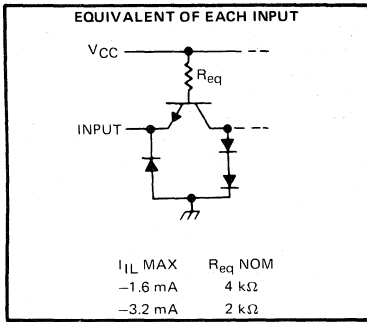 EQUIVALENT OF EACH INPUT
VCC
Req
INPUT
IIL MAX Req NOM
−1.6 mA 4 kΩ
−3.2 mA 2 kΩ